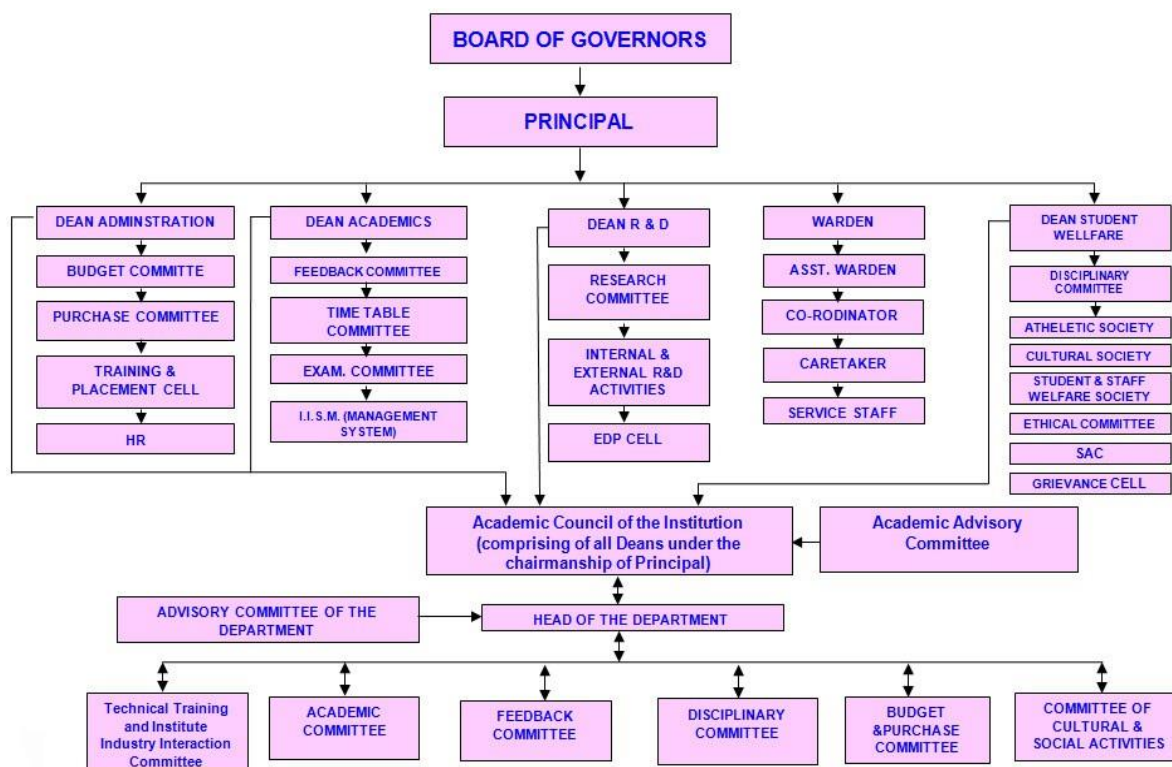 BOARD OF GOVERNORS
PRINCIPAL
DEAN ADMINSTRATION
BUDGET COMMITTE
PURCHASE COMMITTEE
TRAINING &
PLACEMENT CELL
HR
DEAN ACADEMICS
FEEDBACK COMMITTEE
TIME TABLE
COMMITTEE
EXAM. COMMITTEE
I.I.S.M. (MANAGEMENT
SYSTEM)
DEAN R & D
RESEARCH
COMMITTEE
INTERNAL &
EXTERNAL R&D
ACTIVITIES
EDP CELL
WARDEN
ASST. WARDEN
CO-RODINATOR
CARETAKER
SERVICE STAFF
DEAN STUDENT
WELLFARE
DISCIPLINARY
COMMITTEE
ATHELETIC SOCIETY
CULTURAL SOCIETY
STUDENT & STAFF
WELFARE SOCIETY
ETHICAL COMMITTEE
SAC
GRIEVANCE CELL
Academic Council of the Institution
(comprising of all Deans under the
chairmanship of Principal)
Academic Advisory
Committee
ADVISORY COMMITTEE OF THE
DEPARTMENT
HEAD OF THE DEPARTMENT
Technical Training
and Institute
Industry Interaction
Committee
ACADEMIC
COMMITTEE
FEEDBACK
COMMITTEE
DISCIPLINARY
COMMITTEE
BUDGET
&PURCHASE
COMMITTEE
COMMITTEE OF
CULTURAL &
SOCIAL ACTIVITIES